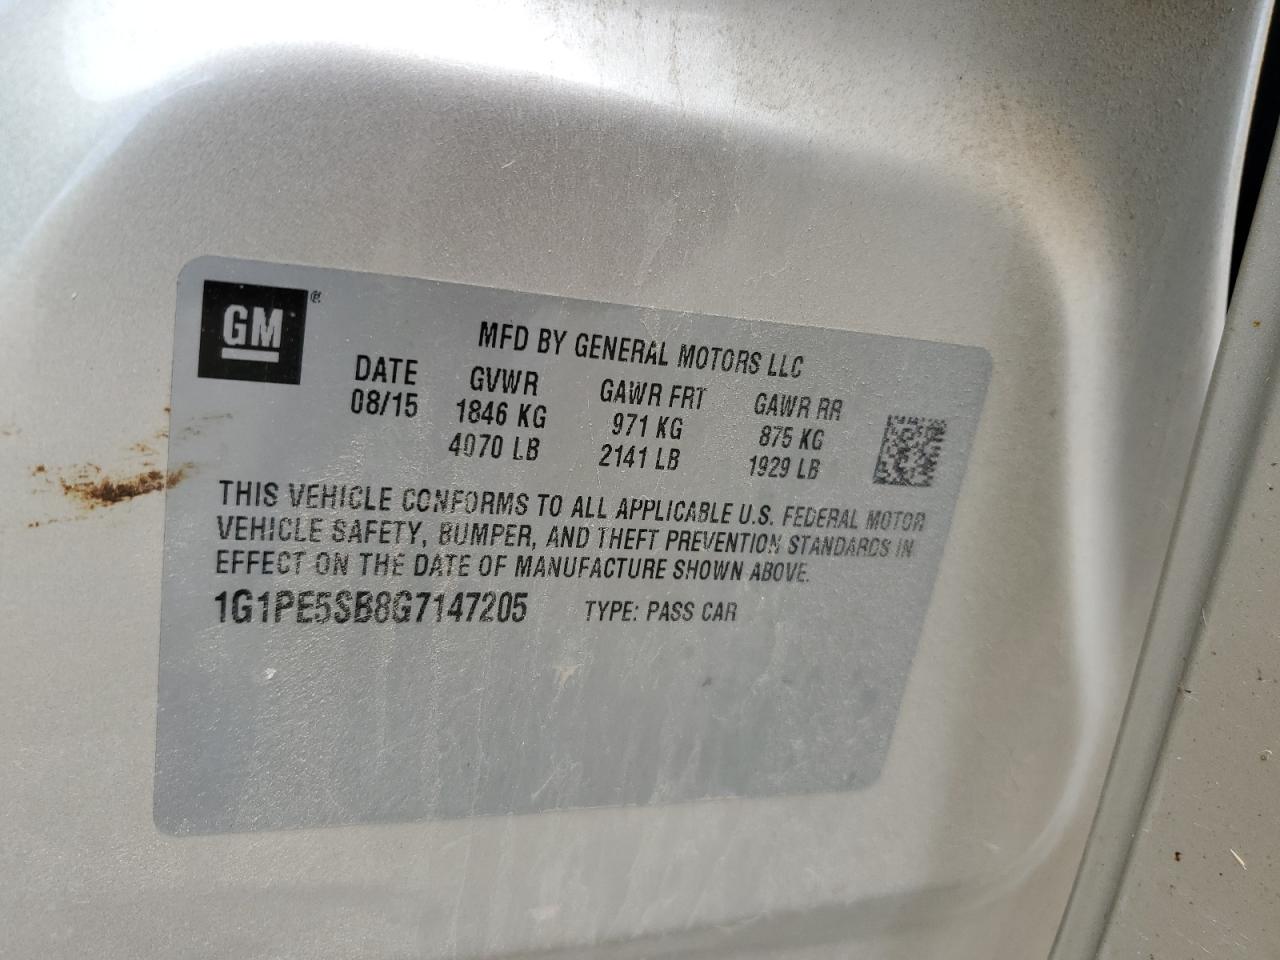 GM®
MFD BY GENERAL MOTORS LLC
DATE GVWR GAWR FRT GAWR RR
08/15 1846 KG 971 KG 875 KG
4070 LB 2141 LB 1929 LB
THIS VEHICLE CONFORMS TO ALL APPLICABLE U.S. FEDERAL MOTOR
VEHICLE SAFETY, BUMPER, AND THEFT PREVENTION STANDARDS IN
EFFECT ON THE DATE OF MANUFACTURE SHOWN ABOVE.
1G1PE5SB8G7147205 TYPE: PASS CAR